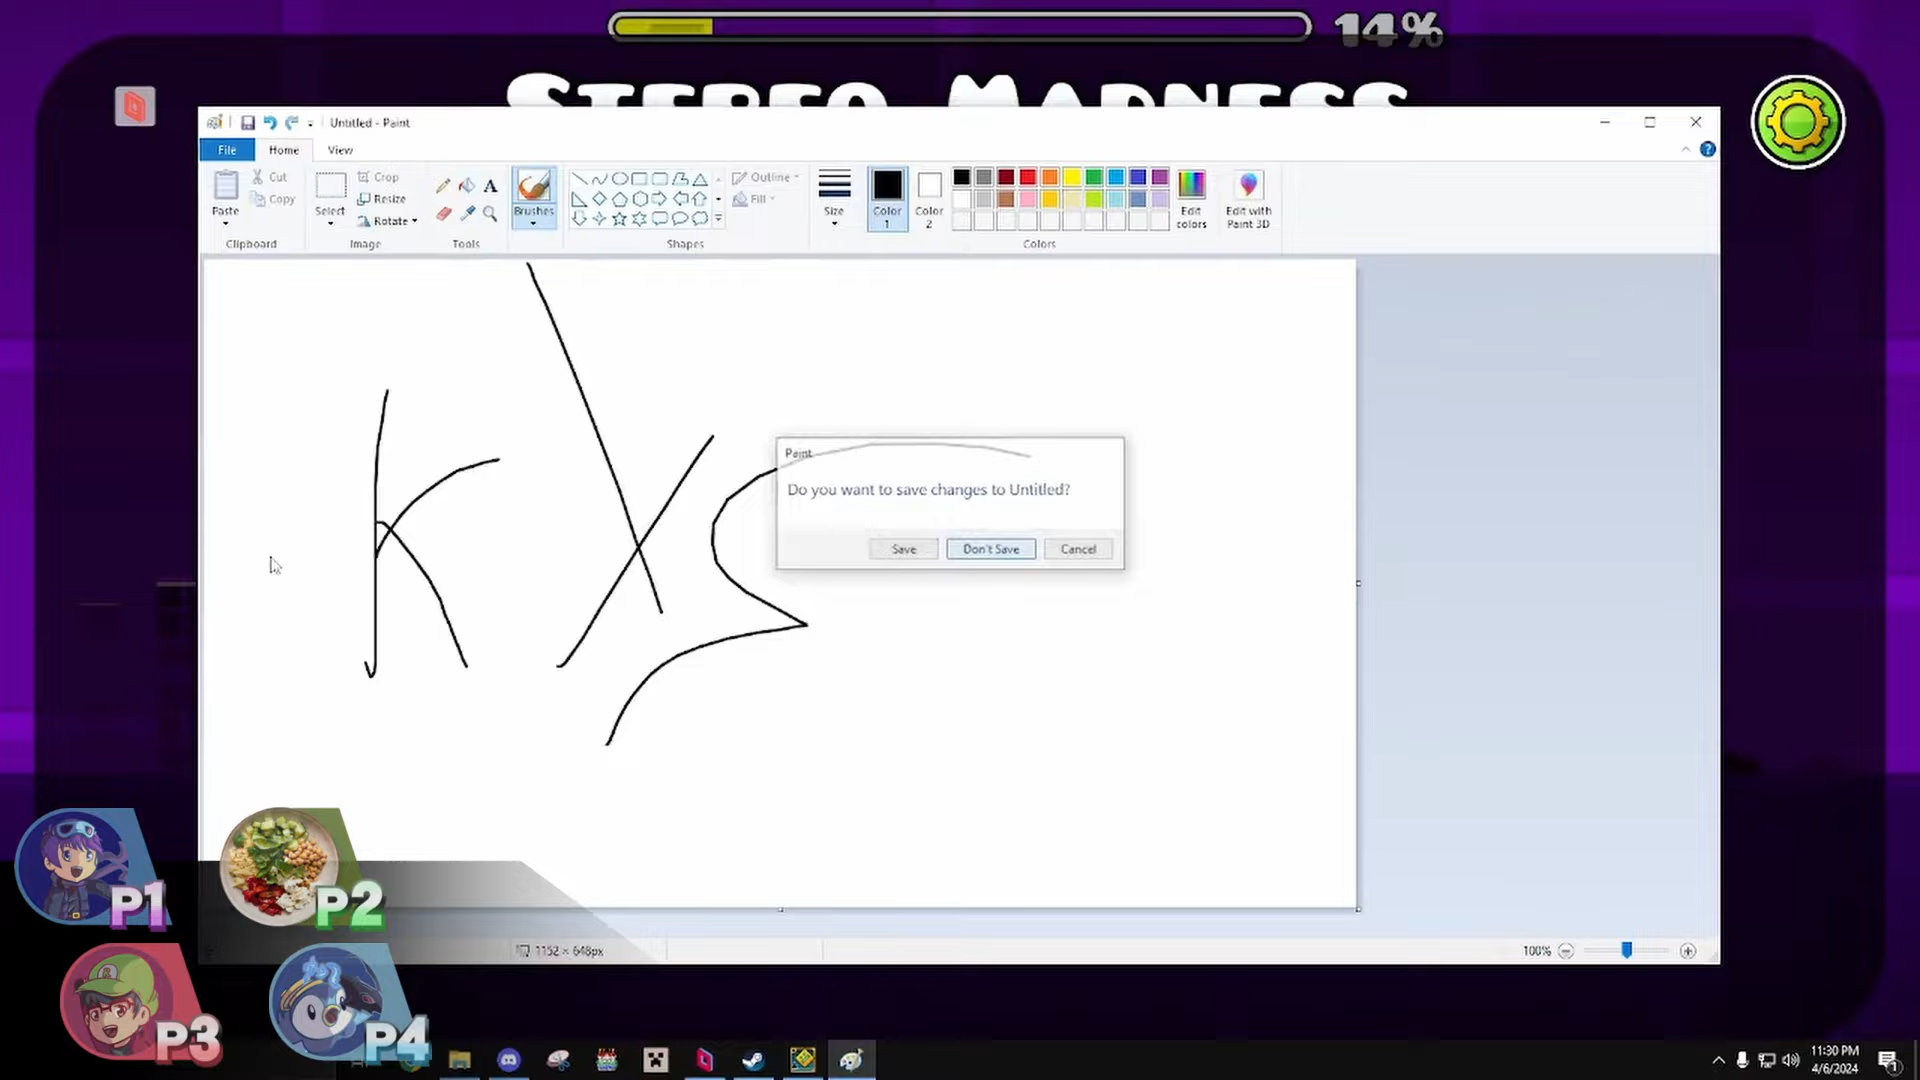 14%
STEREO MADNESS
Untitled - Paint
File Home View
Cut
Copy
Paste
Clipboard
Crop
Resize
Rotate
Select
Image
A
Tools
Brushes
Shapes
Outline
Fill
Size
Color 1
Color 2
Edit colors
Edit with Paint 3D
Colors
KXS
Paint
Do you want to save changes to Untitled?
Save Don't Save Cancel
P1 P2
P3 P4
1152 × 648px
100%
11:30 PM
4/6/2024